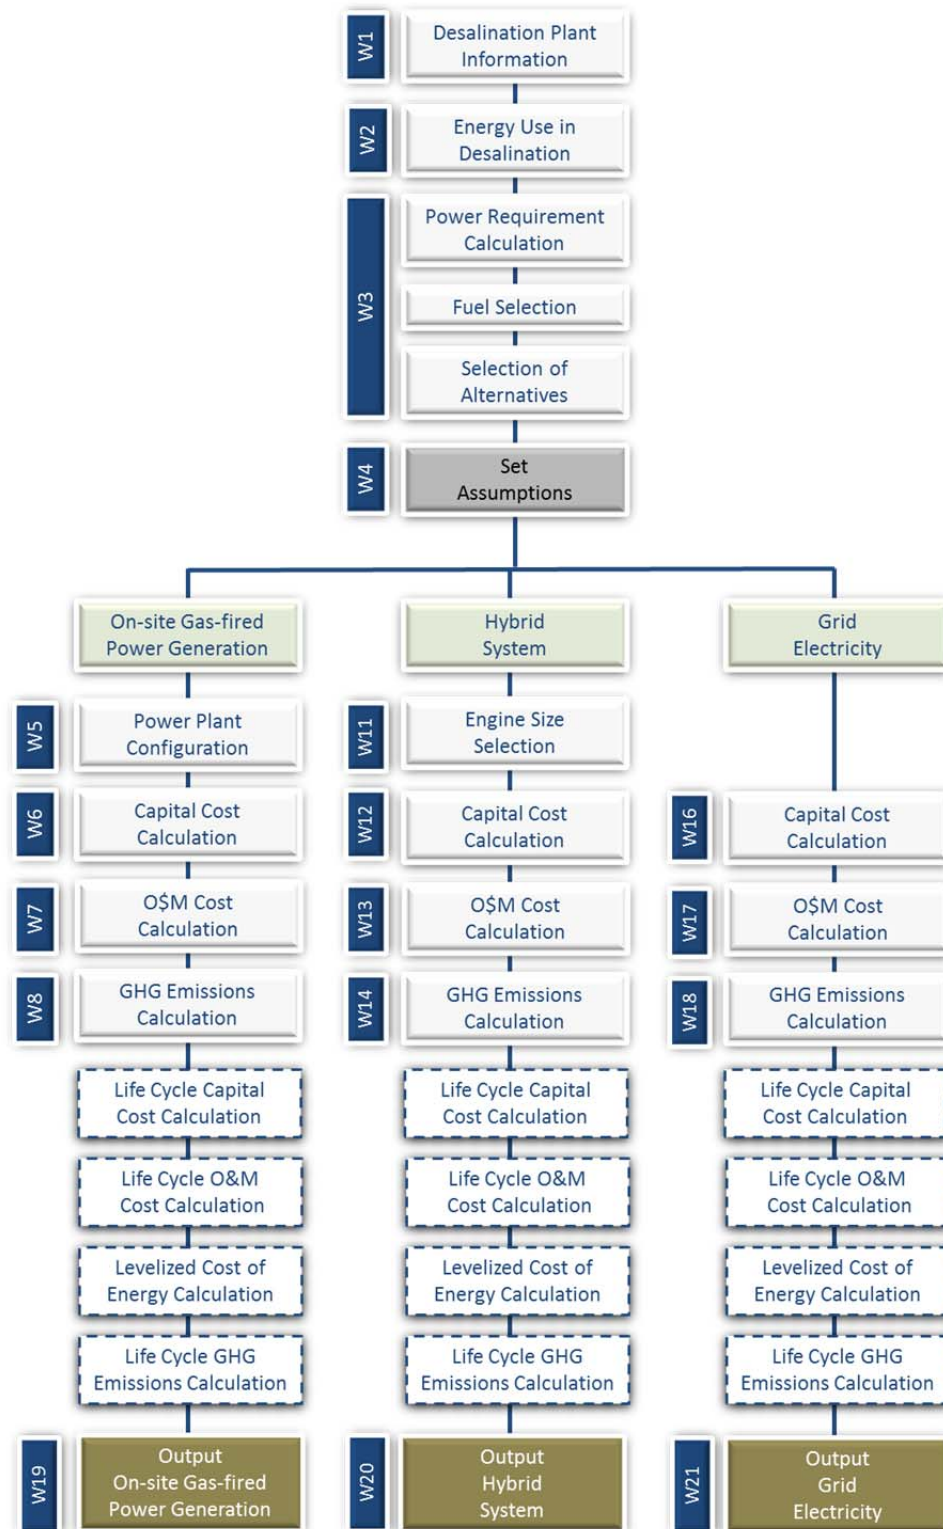 W1
Desalination Plant
Information
W2
Energy Use in
Desalination
W3
Power Requirement
Calculation
Fuel Selection
Selection of
Alternatives
W4
Set
Assumptions
On-site Gas-fired
Power Generation
Hybrid
System
Grid
Electricity
W5
Power Plant
Configuration
W11
Engine Size
Selection
W6
Capital Cost
Calculation
W12
Capital Cost
Calculation
W16
Capital Cost
Calculation
W7
O$M Cost
Calculation
W13
O$M Cost
Calculation
W17
O$M Cost
Calculation
W8
GHG Emissions
Calculation
W14
GHG Emissions
Calculation
W18
GHG Emissions
Calculation
Life Cycle Capital
Cost Calculation
Life Cycle Capital
Cost Calculation
Life Cycle Capital
Cost Calculation
Life Cycle O&M
Cost Calculation
Life Cycle O&M
Cost Calculation
Life Cycle O&M
Cost Calculation
Levelized Cost of
Energy Calculation
Levelized Cost of
Energy Calculation
Levelized Cost of
Energy Calculation
Life Cycle GHG
Emissions Calculation
Life Cycle GHG
Emissions Calculation
Life Cycle GHG
Emissions Calculation
W19
Output
On-site Gas-fired
Power Generation
W20
Output
Hybrid
System
W21
Output
Grid
Electricity